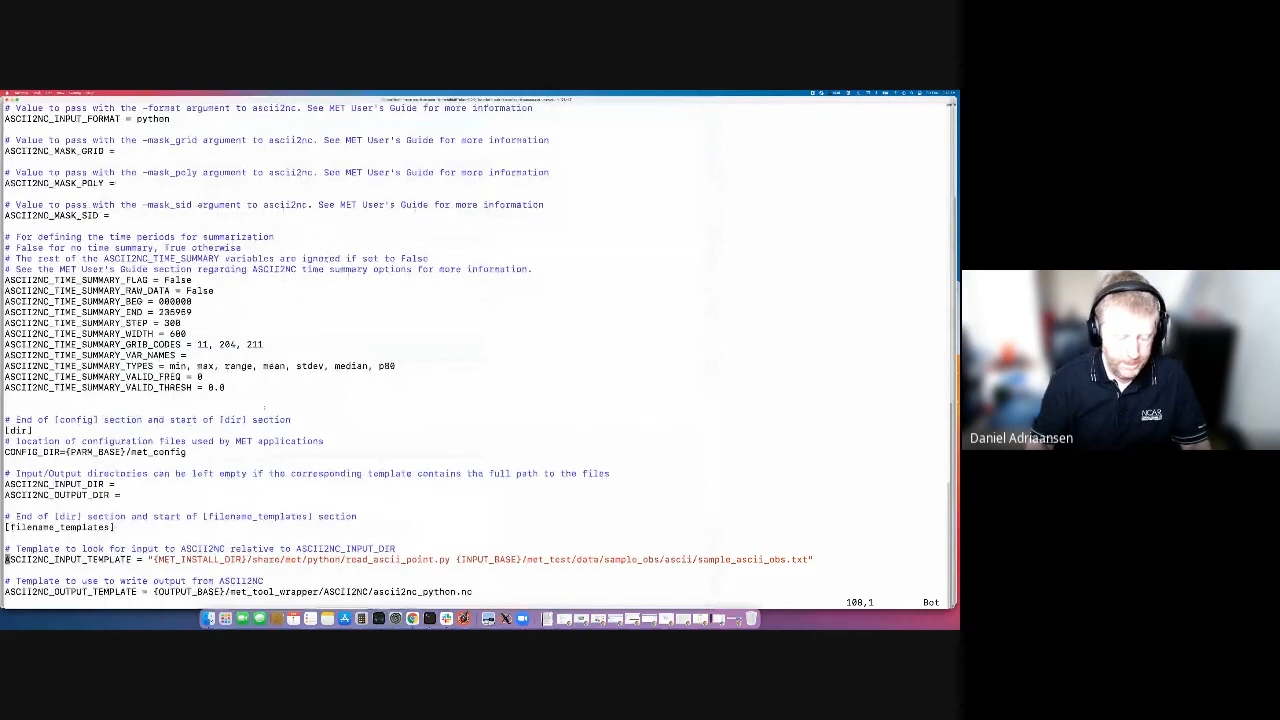 # Value to pass with the -format argument to ascii2nc. See MET User's Guide for more information
ASCII2NC_INPUT_FORMAT = python
# Value to pass with the -mask_grid argument to ascii2nc. See MET User's Guide for more information
ASCII2NC_MASK_GRID =
# Value to pass with the -mask_poly argument to ascii2nc. See MET User's Guide for more information
ASCII2NC_MASK_POLY =
# Value to pass with the -mask_sid argument to ascii2nc. See MET User's Guide for more information
ASCII2NC_MASK_SID =
# For defining the time periods for summarization
# False for no time summary, True otherwise
# The rest of the ASCII2NC_TIME_SUMMARY variables are ignored if set to False
# See the MET User's Guide section regarding ASCII2NC time summary options for more information.
ASCII2NC_TIME_SUMMARY_FLAG = False
ASCII2NC_TIME_SUMMARY_RAW_DATA = False
ASCII2NC_TIME_SUMMARY_BEG = 000000
ASCII2NC_TIME_SUMMARY_END = 235959
ASCII2NC_TIME_SUMMARY_STEP = 300
ASCII2NC_TIME_SUMMARY_WIDTH = 600
ASCII2NC_TIME_SUMMARY_GRIB_CODES = 11, 204, 211
ASCII2NC_TIME_SUMMARY_VAR_NAMES =
ASCII2NC_TIME_SUMMARY_TYPES = min, max, range, mean, stdev, median, p80
ASCII2NC_TIME_SUMMARY_VALID_FREQ = 0
ASCII2NC_TIME_SUMMARY_VALID_THRESH = 0.0
# End of [config] section and start of [dir] section
[dir]
# location of configuration files used by MET applications
CONFIG_DIR={PARM_BASE}/met_config
# Input/Output directories can be left empty if the corresponding template contains the full path to the files
ASCII2NC_INPUT_DIR =
ASCII2NC_OUTPUT_DIR =
# End of [dir] section and start of [filename_templates] section
[filename_templates]
# Template to look for input to ASCII2NC relative to ASCII2NC_INPUT_DIR
ASCII2NC_INPUT_TEMPLATE = "{MET_INSTALL_DIR}/share/met/python/read_ascii_point.py {INPUT_BASE}/met_test/data/sample_obs/ascii/sample_ascii_obs.txt"
# Template to use to write output from ASCII2NC
ASCII2NC_OUTPUT_TEMPLATE = {OUTPUT_BASE}/met_tool_wrapper/ASCII2NC/ascii2nc_python.nc
108,1 Bot
NCAR
Daniel Adriaansen